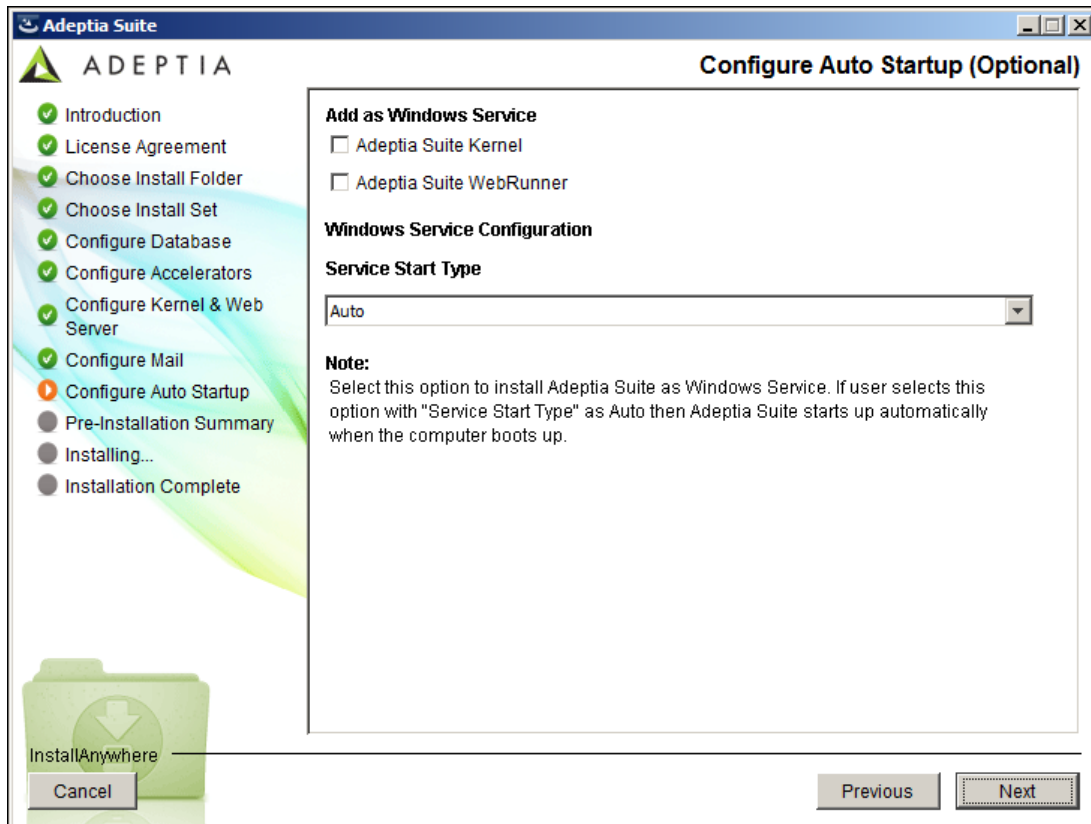 Adeptia Suite
ADEPTIA
Configure Auto Startup (Optional)
Introduction
License Agreement
Choose Install Folder
Choose Install Set
Configure Database
Configure Accelerators
Configure Kernel & Web
Server
Configure Mail
Configure Auto Startup
Pre-Installation Summary
Installing...
Installation Complete
Add as Windows Service
Adeptia Suite Kernel
Adeptia Suite WebRunner
Windows Service Configuration
Service Start Type
Auto
Note:
Select this option to install Adeptia Suite as Windows Service. If user selects this
option with "Service Start Type" as Auto then Adeptia Suite starts up automatically
when the computer boots up.
InstallAnywhere
Cancel
Previous
Next